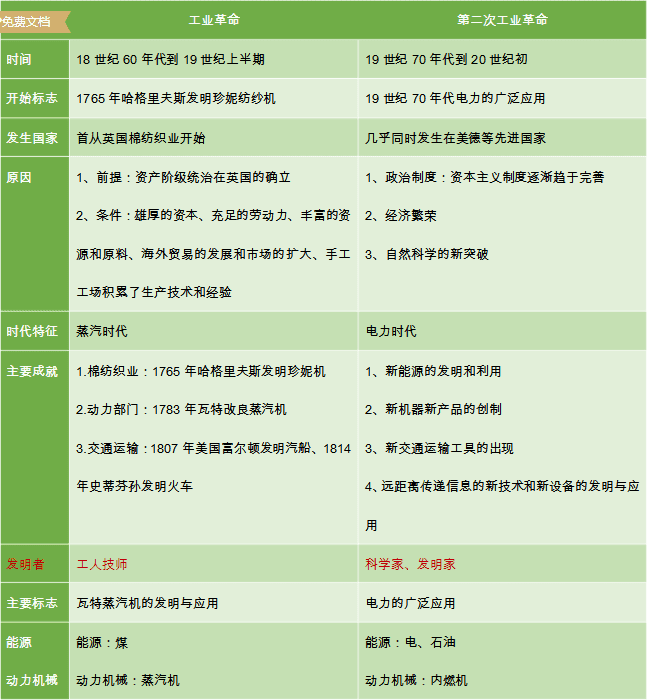 免费文档
工业革命 第二次工业革命
时间 18 世纪 60 年代到 19 世纪上半期 19 世纪 70 年代到 20 世纪初
开始标志 1765 年哈格里夫斯发明珍妮纺纱机 19 世纪 70 年代电力的广泛应用
发生国家 首从英国棉纺织业开始 几乎同时发生在美德等先进国家
原因 1、前提：资产阶级统治在英国的确立 1、政治制度：资本主义制度逐渐趋于完善
2、条件：雄厚的资本、充足的劳动力、丰富的资 2、经济繁荣
源和原料、海外贸易的发展和市场的扩大、手工 3、自然科学的新突破
工场积累了生产技术和经验
时代特征 蒸汽时代 电力时代
主要成就 1.棉纺织业：1765 年哈格里夫斯发明珍妮机 1、新能源的发明和利用
2.动力部门：1783 年瓦特改良蒸汽机 2、新机器新产品的创制
3.交通运输：1807 年美国富尔顿发明汽船、1814 3、新交通运输工具的出现
年史蒂芬孙发明火车 4、远距离传递信息的新技术和新设备的发明与应
用
发明者 工人技师 科学家、发明家
主要标志 瓦特蒸汽机的发明与应用 电力的广泛应用
能源 能源：煤 能源：电、石油
动力机械 动力机械：蒸汽机 动力机械：内燃机